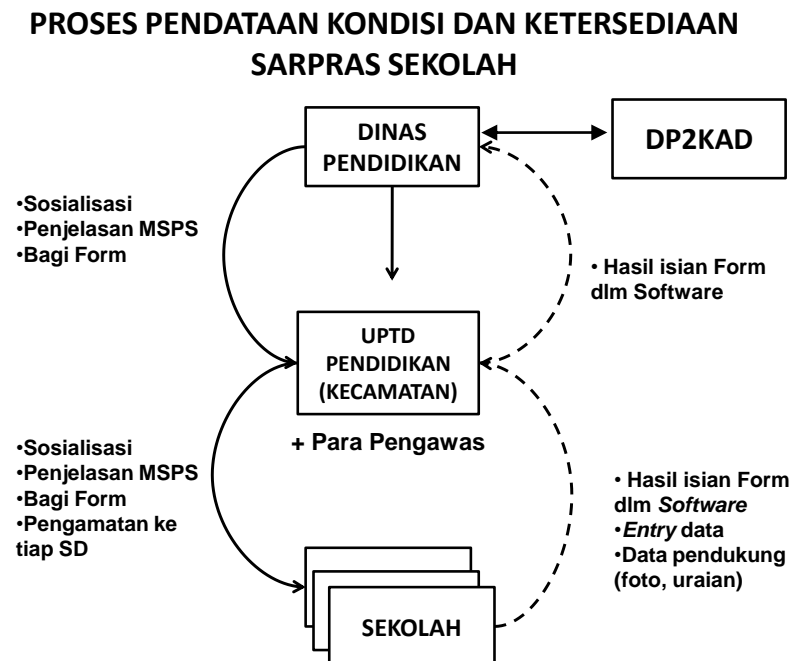 PROSES PENDATAAN KONDISI DAN KETERSEDIAAN
SARPRAS SEKOLAH
DINAS
PENDIDIKAN
DP2KAD
•Sosialisasi
•Penjelasan MSPS
•Bagi Form
• Hasil isian Form
dlm Software
UPTD
PENDIDIKAN
(KECAMATAN)
+ Para Pengawas
•Sosialisasi
•Penjelasan MSPS
•Bagi Form
•Pengamatan ke
tiap SD
• Hasil isian Form
dlm Software
•Entry data
•Data pendukung
(foto, uraian)
SEKOLAH